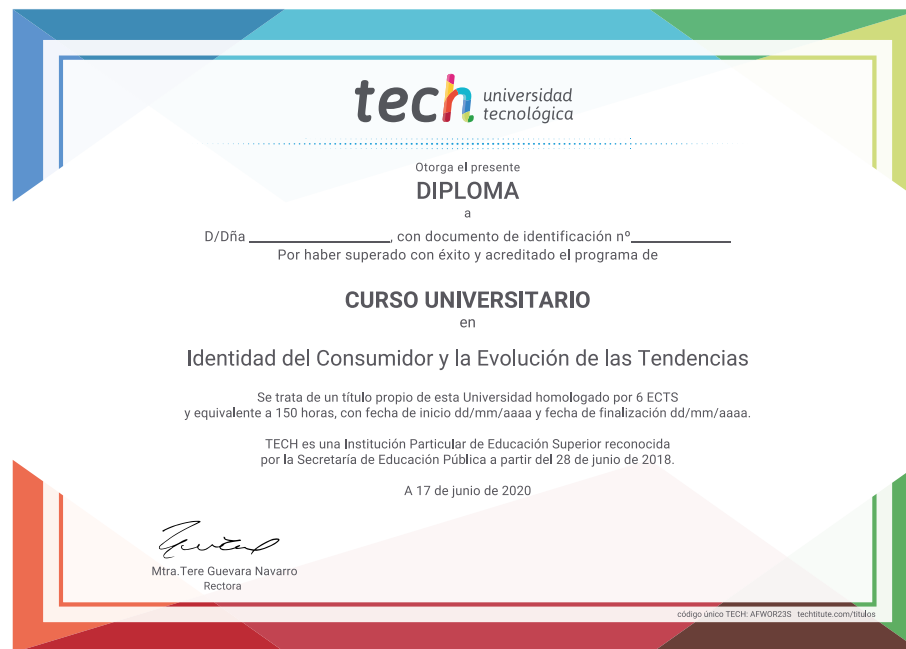 tech universidad
tecnológica
Otorga el presente
DIPLOMA
a
D/Dña ____________________, con documento de identificación nº______________
Por haber superado con éxito y acreditado el programa de
CURSO UNIVERSITARIO
en
Identidad del Consumidor y la Evolución de las Tendencias
Se trata de un título propio de esta Universidad homologado por 6 ECTS
y equivalente a 150 horas, con fecha de inicio dd/mm/aaaa y fecha de finalización dd/mm/aaaa.
TECH es una Institución Particular de Educación Superior reconocida
por la Secretaría de Educación Pública a partir del 28 de junio de 2018.
A 17 de junio de 2020
Mtra.Tere Guevara Navarro
Rectora
código único TECH: AFWOR23S techtitute.com/titulos